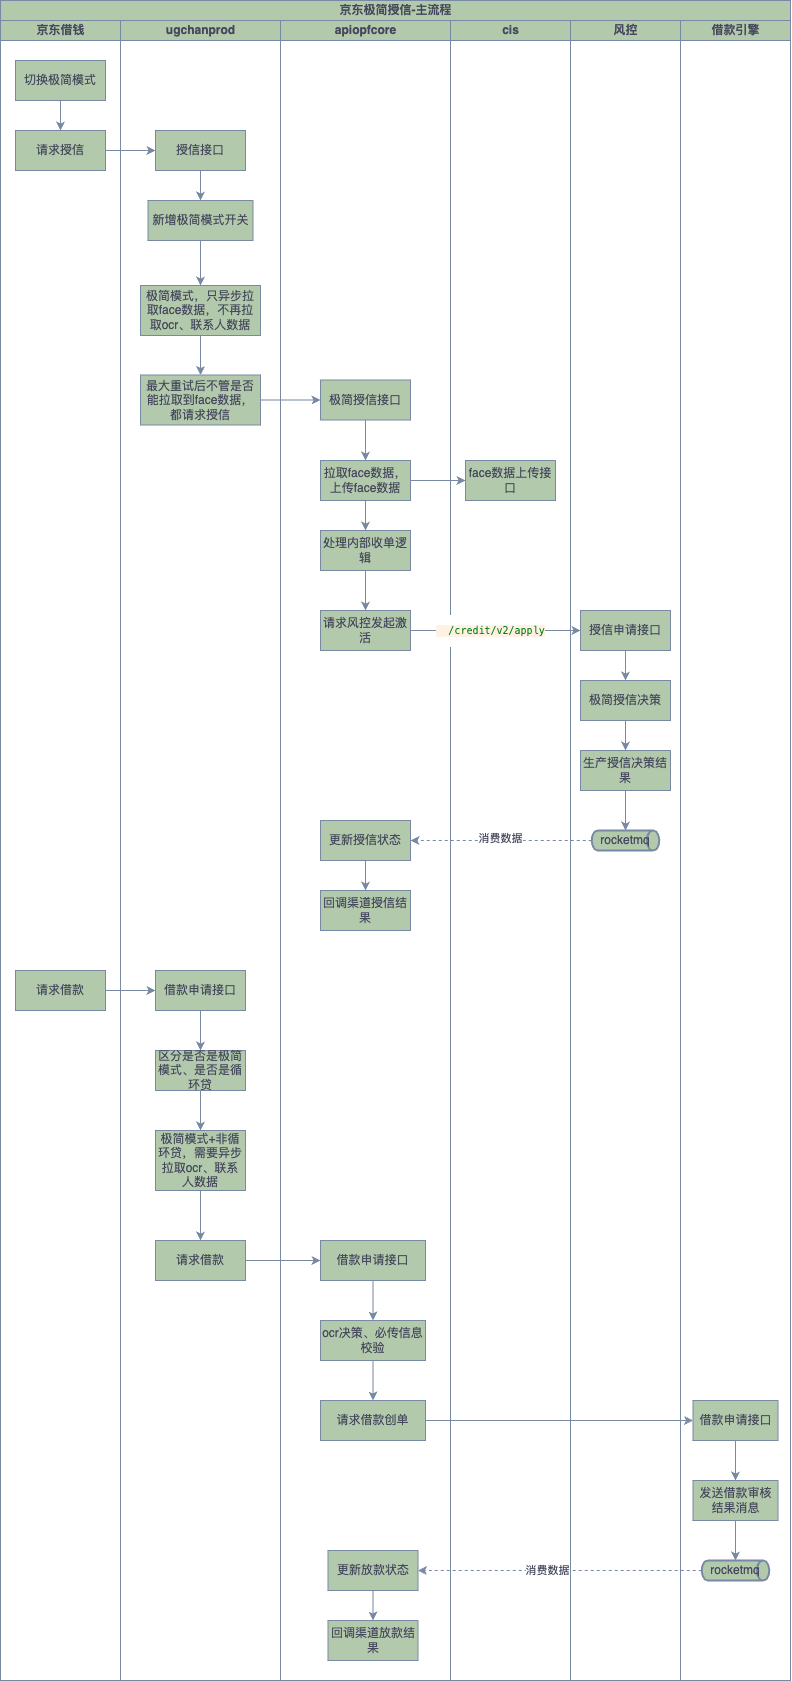 京东极简授信-主流程
京东借钱
ugchanprod
apiopfcore
cis
风控
借款引擎
切换极简模式
请求授信
授信接口
新增极简模式开关
极简模式，只异步拉
取face数据，不再拉
取ocr、联系人数据
最大重试后不管是否
能拉取到face数据，
都请求授信
极简授信接口
拉取face数据，
上传face数据
face数据上传接
口
处理内部收单逻
辑
请求风控发起激
活
/credit/v2/apply
授信申请接口
极简授信决策
生产授信决策结
果
rocketmq
消费数据
更新授信状态
回调渠道授信结
果
请求借款
借款申请接口
区分是否是极简
模式、是否是循
环贷
极简模式+非循
环贷，需要异步
拉取ocr、联系
人数据
请求借款
借款申请接口
ocr决策、必传信息
校验
请求借款创单
借款申请接口
发送借款审核
结果消息
rocketmq
消费数据
更新放款状态
回调渠道放款结
果